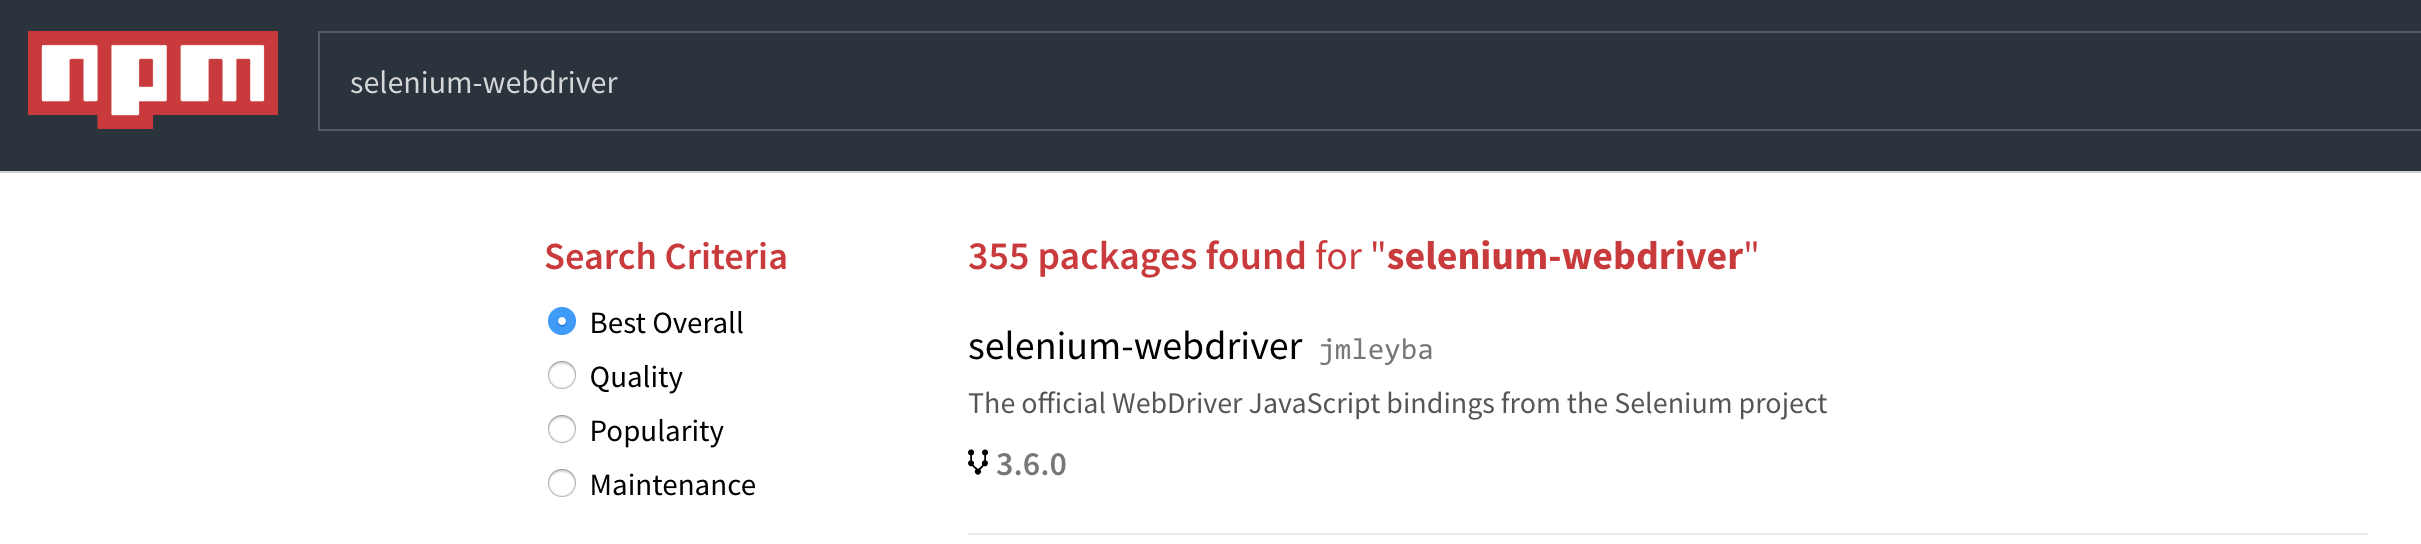 npm
selenium-webdriver
Search Criteria
Best Overall
Quality
Popularity
Maintenance
355 packages found for "selenium-webdriver"
selenium-webdriver jmleyba
The official WebDriver JavaScript bindings from the Selenium project
3.6.0